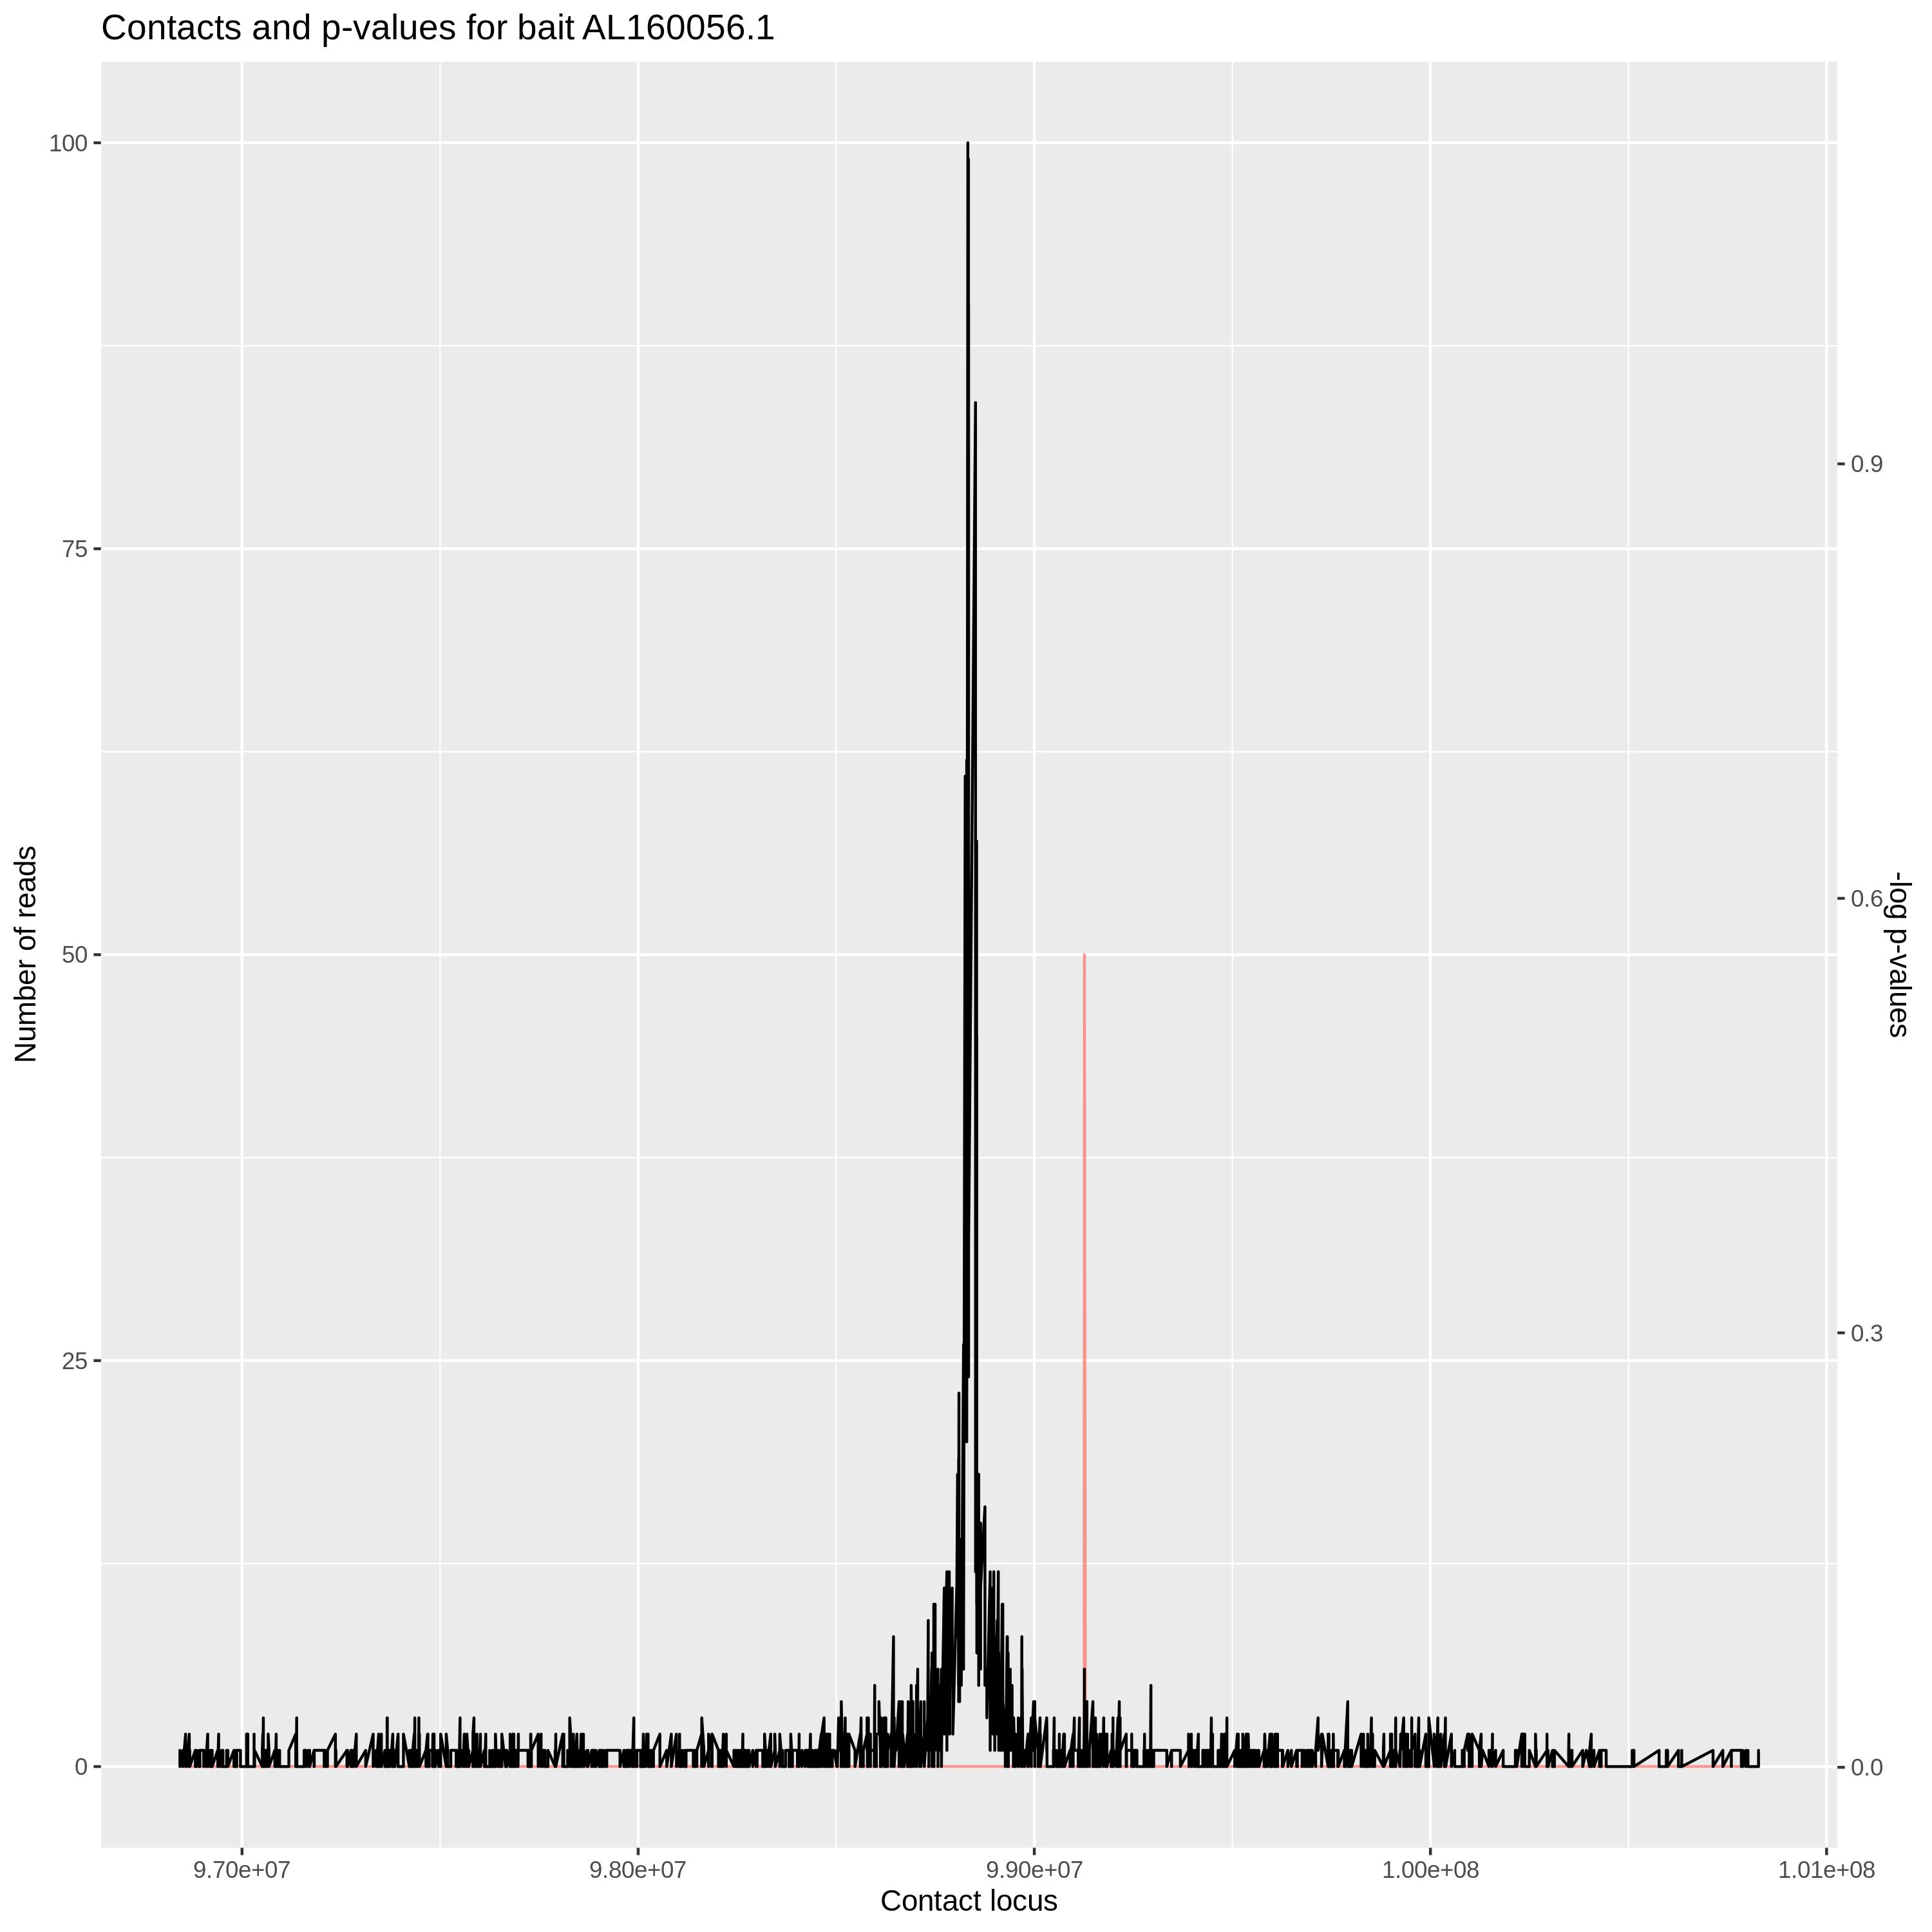 Contacts and p-values for bait AL160056.1
100
75
50
25
0
Number of reads
0.9
0.6
0.3
0.0
-log p-values
9.70e+07
9.80e+07
9.90e+07
1.00e+08
1.01e+08
Contact locus